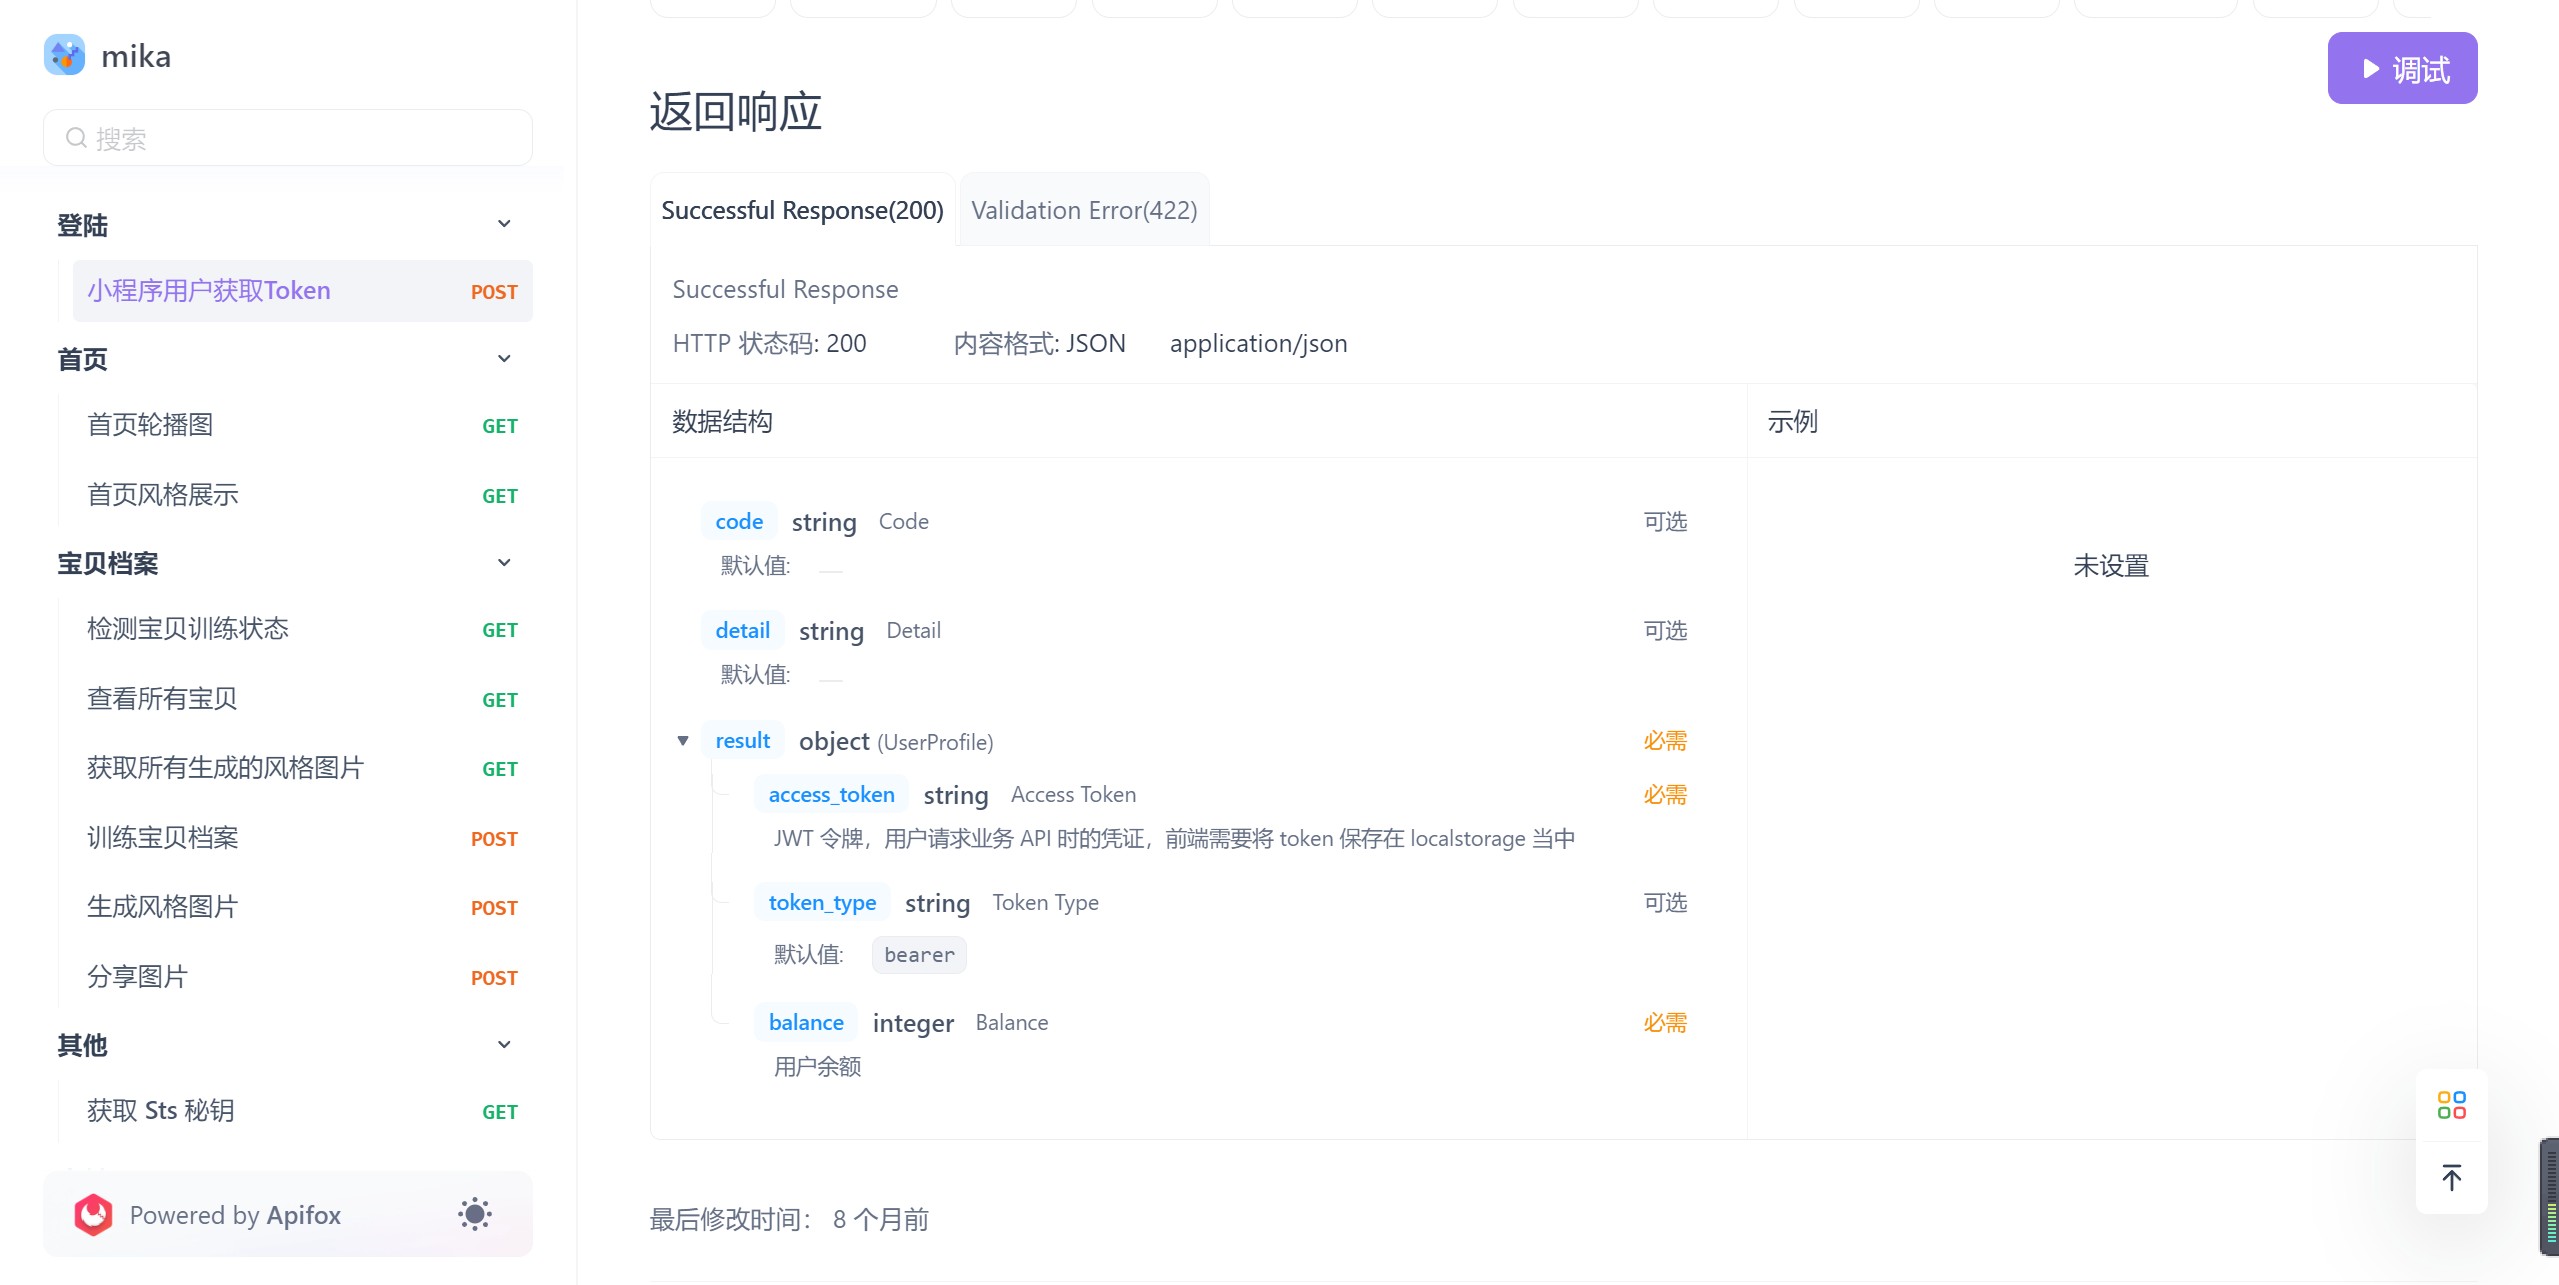 mika
搜索
登陆
小程序用户获取Token POST
首页
首页轮播图 GET
首页风格展示 GET
宝贝档案
检测宝贝训练状态 GET
查看所有宝贝 GET
获取所有生成的风格图片 GET
训练宝贝档案 POST
生成风格图片 POST
分享图片 POST
其他
获取 Sts 秘钥 GET
Powered by Apifox
调试
返回响应
Successful Response(200) Validation Error(422)
Successful Response
HTTP 状态码: 200 内容格式: JSON application/json
数据结构
code string Code 可选
默认值:
detail string Detail 可选
默认值:
result object (UserProfile) 必需
access_token string Access Token 必需
JWT 令牌，用户请求业务 API 时的凭证，前端需要将 token 保存在 localstorage 当中
token_type string Token Type 可选
默认值: bearer
balance integer Balance 必需
用户余额
示例
未设置
最后修改时间： 8 个月前